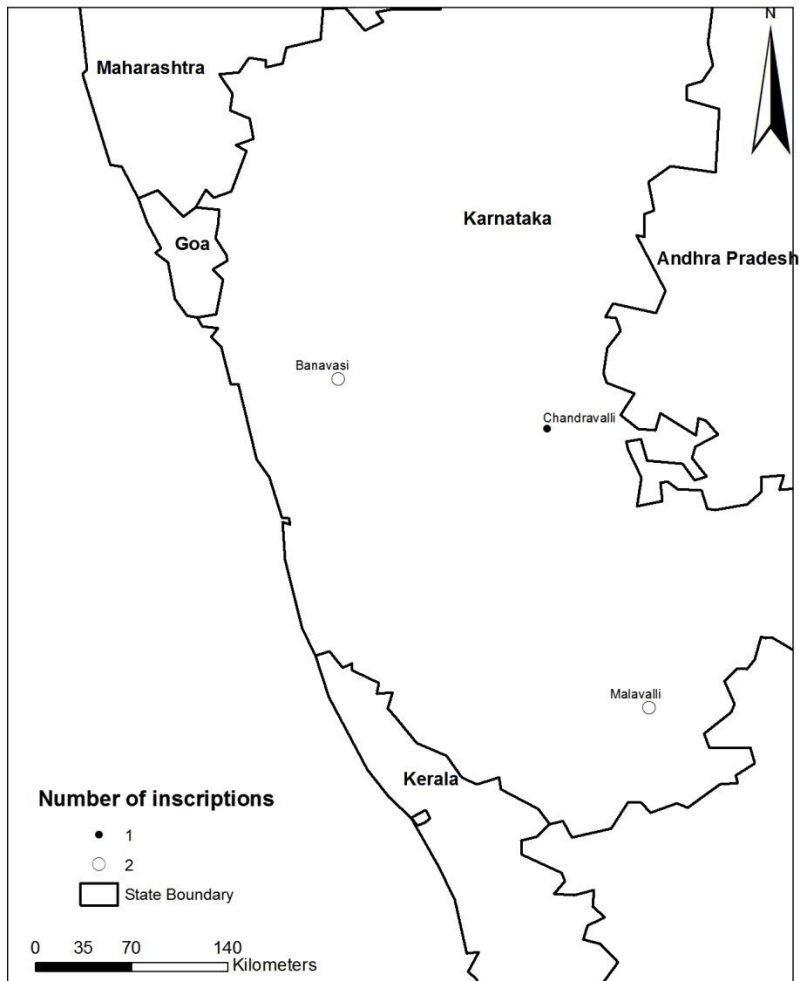 N
Maharashtra
Karnataka
Goa
Andhra Pradesh
Banavasi
Chandravalli
Malavalli
Kerala
Number of inscriptions
1
2
State Boundary
0 35 70 140
Kilometers